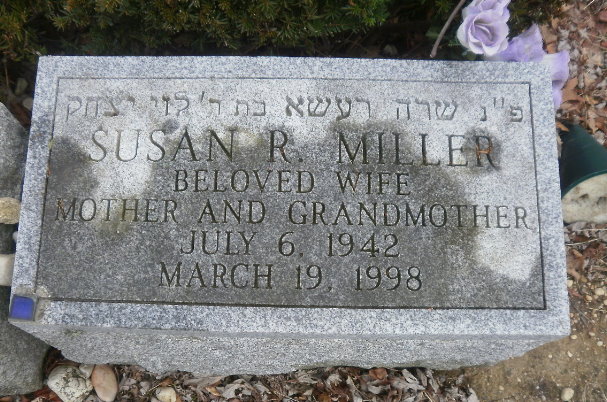 פ"נ שרה רעשא בת ר' לוי יצחק
SUSAN R. MILLER
BELOVED WIFE
MOTHER AND GRANDMOTHER
JULY 6, 1942
MARCH 19, 1998